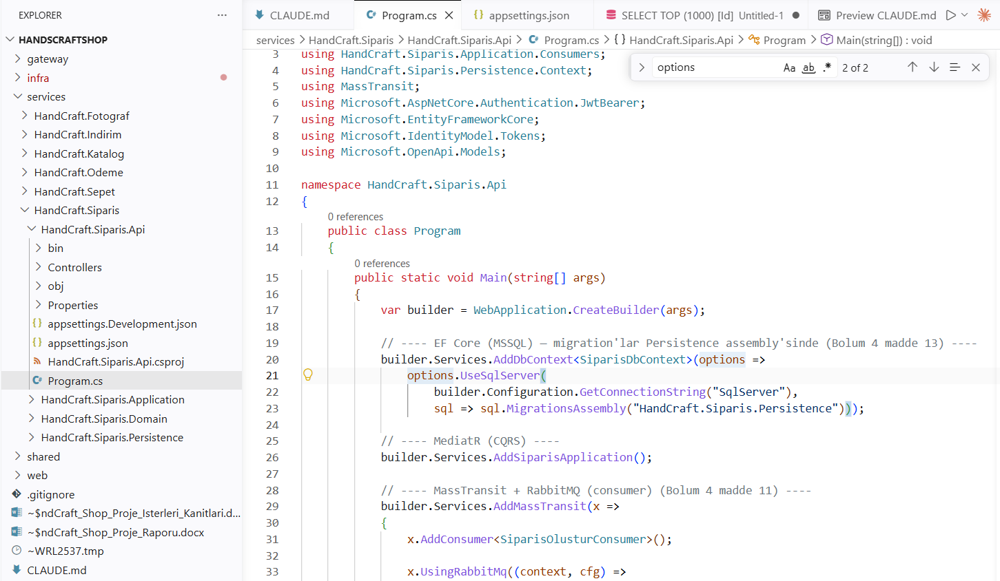 EXPLORER
HANDSCRAFTSHOP
gateway
infra
services
HandCraft.Fotograf
HandCraft.Indirim
HandCraft.Katalog
HandCraft.Odeme
HandCraft.Sepet
HandCraft.Siparis
HandCraft.Siparis.Api
bin
Controllers
obj
Properties
{} appsettings.Development.json
{} appsettings.json
HandCraft.Siparis.Api.csproj
C# Program.cs
HandCraft.Siparis.Application
HandCraft.Siparis.Domain
HandCraft.Siparis.Persistence
shared
web
.gitignore
~$ndCraft_Shop_Proje_Isterleri_Kanitlari.d...
~$ndCraft_Shop_Proje_Raporu.docx
~WRL2537.tmp
CLAUDE.md
CLAUDE.md
C# Program.cs
{} appsettings.json
SELECT TOP (1000) [Id] Untitled-1
Preview CLAUDE.md
services > HandCraft.Siparis > HandCraft.Siparis.Api > C# Program.cs > {} HandCraft.Siparis.Api > Program > Main(string[]) : void
options Aa ab .* 2 of 2
3 using HandCraft.Siparis.Application.Consumers;
4 using HandCraft.Siparis.Persistence.Context;
5 using MassTransit;
6 using Microsoft.AspNetCore.Authentication.JwtBearer;
7 using Microsoft.EntityFrameworkCore;
8 using Microsoft.IdentityModel.Tokens;
9 using Microsoft.OpenApi.Models;
10
11 namespace HandCraft.Siparis.Api
12 {
0 references
13 public class Program
14 {
0 references
15 public static void Main(string[] args)
16 {
17 var builder = WebApplication.CreateBuilder(args);
18
19 // ---- EF Core (MSSQL) — migration'lar Persistence assembly'sinde (Bolum 4 madde 13) ----
20 builder.Services.AddDbContext<SiparisDbContext>(options =>
21 options.UseSqlServer(
22 builder.Configuration.GetConnectionString("SqlServer"),
23 sql => sql.MigrationsAssembly("HandCraft.Siparis.Persistence")));
24
25 // ---- MediatR (CQRS) ----
26 builder.Services.AddSiparisApplication();
27
28 // ---- MassTransit + RabbitMQ (consumer) (Bolum 4 madde 11) ----
29 builder.Services.AddMassTransit(x =>
30 {
31 x.AddConsumer<SiparisOlusturConsumer>();
32
33 x.UsingRabbitMq((context, cfg) =>